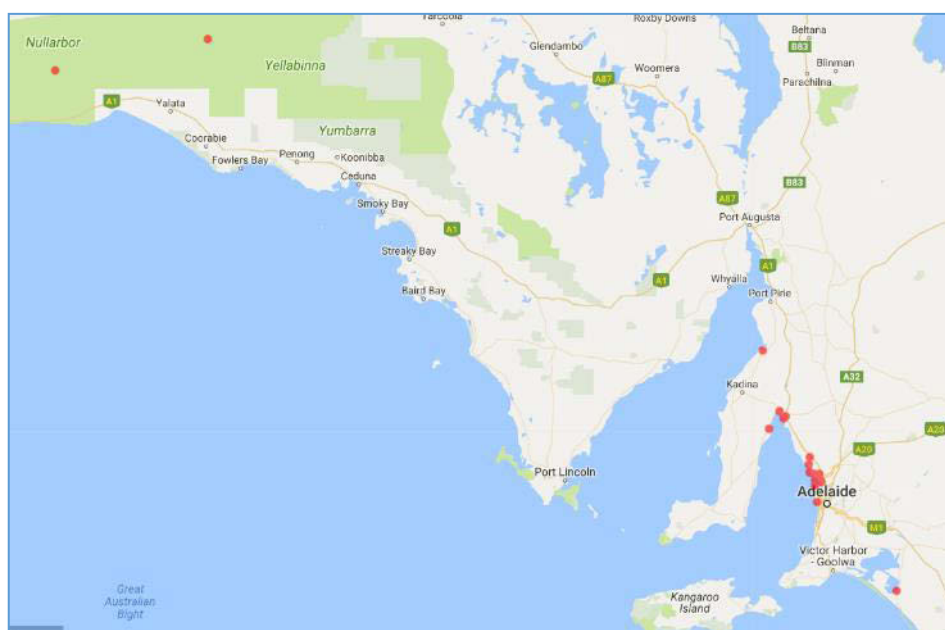 Tarcoola
Roxby Downs
Beltana
Nullarbor
Glendambo
B83
Blinman
Yellabinna
Woomera
A87
Parachilna
A1
Yalata
Yumbarra
Coorabie
Penong
Koonibba
Fowlers Bay
Ceduna
B83
A87
Smoky Bay
Port Augusta
A1
Streaky Bay
A1
A1
Whyalla
Baird Bay
Port Pirie
Kadina
A32
A20
A20
Port Lincoln
Adelaide
M1
Victor Harbor
- Goolwa
Great
Australian
Bight
Kangaroo
Island